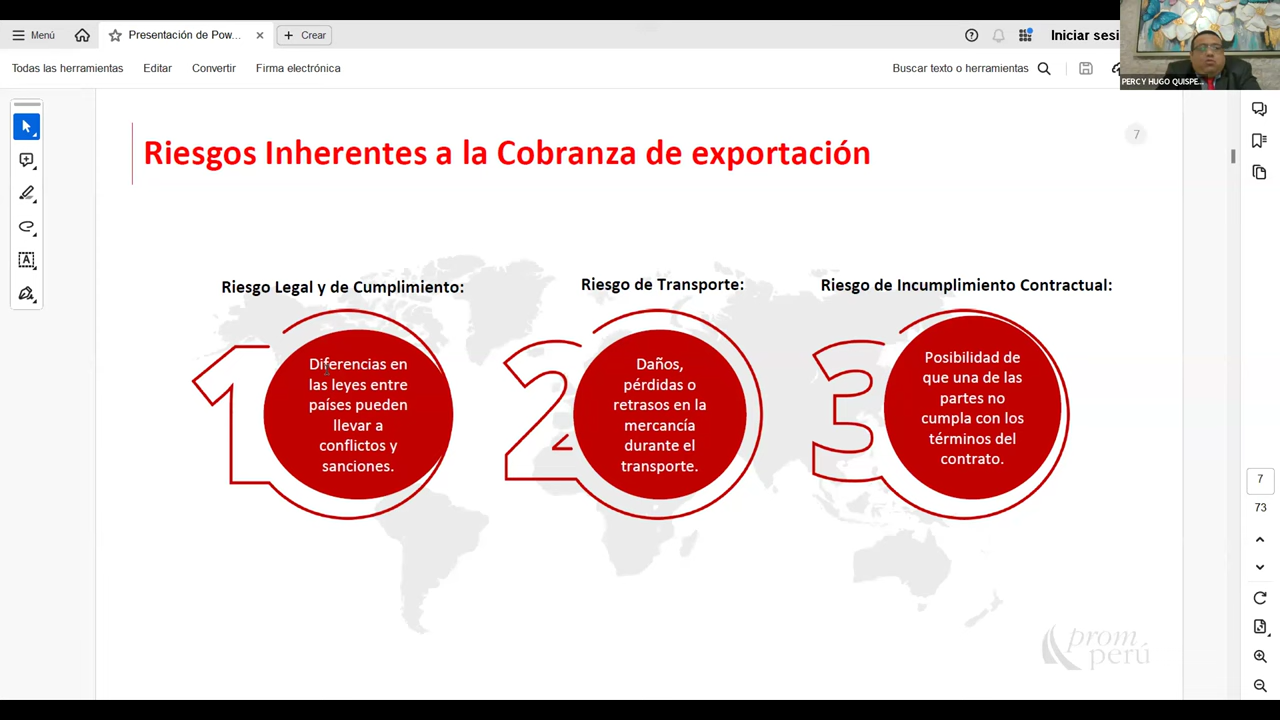 Menú
Presentación de Pow...
Crear
Iniciar sesi
PERCY HUGO QUISPE...
Todas las herramientas
Editar
Convertir
Firma electrónica
Buscar texto o herramientas
7
Riesgos Inherentes a la Cobranza de exportación
Riesgo Legal y de Cumplimiento:
1
Diferencias en
las leyes entre
países pueden
llevar a
conflictos y
sanciones.
Riesgo de Transporte:
2
Daños,
pérdidas o
retrasos en la
mercancía
durante el
transporte.
Riesgo de Incumplimiento Contractual:
3
Posibilidad de
que una de las
partes no
cumpla con los
términos del
contrato.
prom
perú
7
73